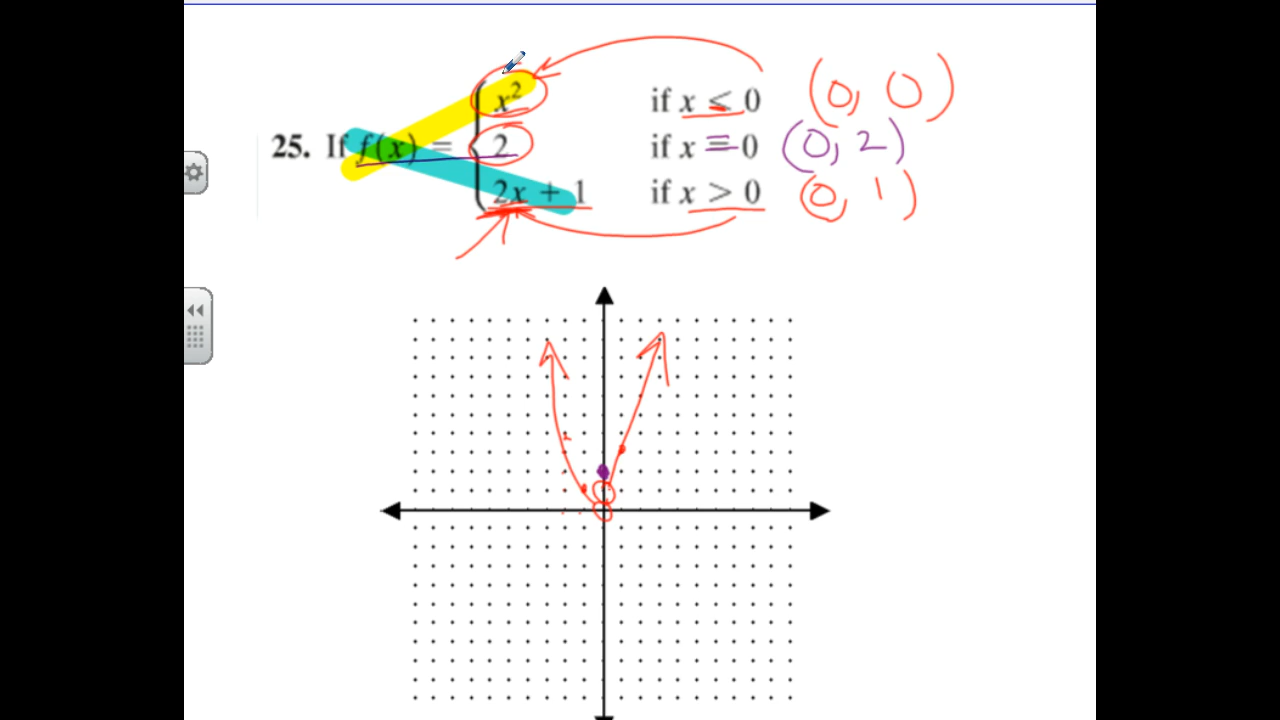 x² if x < 0 (0, 0)
25. If f(x) = { 2 if x = 0 (0, 2)
2x + 1 if x > 0 (0, 1)